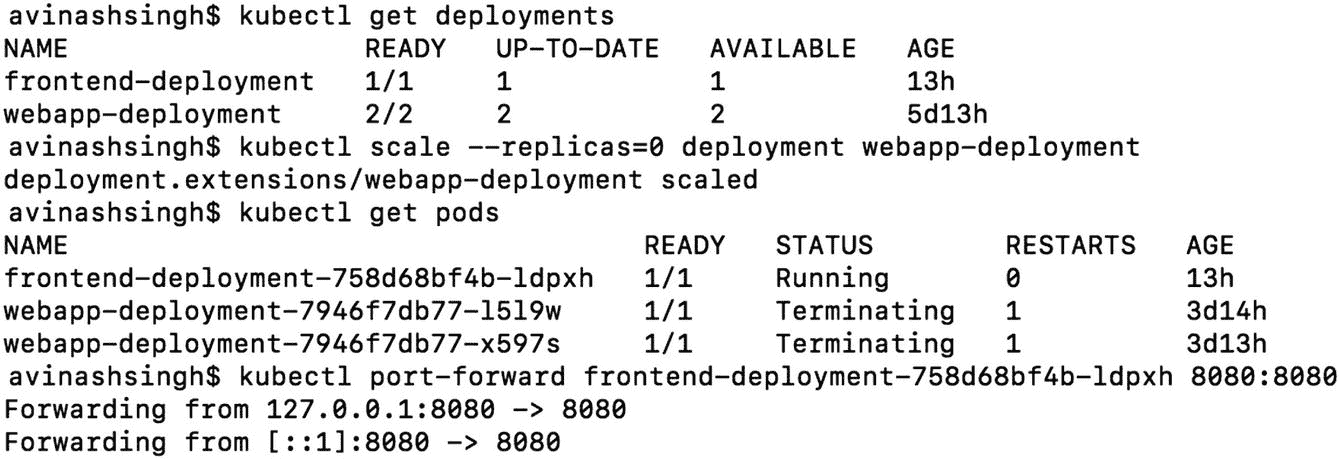 avinashsingh$ kubectl get deployments
NAME READY UP-TO-DATE AVAILABLE AGE
frontend-deployment 1/1 1 1 13h
webapp-deployment 2/2 2 2 5d13h
avinashsingh$ kubectl scale --replicas=0 deployment webapp-deployment
deployment.extensions/webapp-deployment scaled
avinashsingh$ kubectl get pods
NAME READY STATUS RESTARTS AGE
frontend-deployment-758d68bf4b-ldpxh 1/1 Running 0 13h
webapp-deployment-7946f7db77-l5l9w 1/1 Terminating 1 3d14h
webapp-deployment-7946f7db77-x597s 1/1 Terminating 1 3d13h
avinashsingh$ kubectl port-forward frontend-deployment-758d68bf4b-ldpxh 8080:8080
Forwarding from 127.0.0.1:8080 -> 8080
Forwarding from [::1]:8080 -> 8080